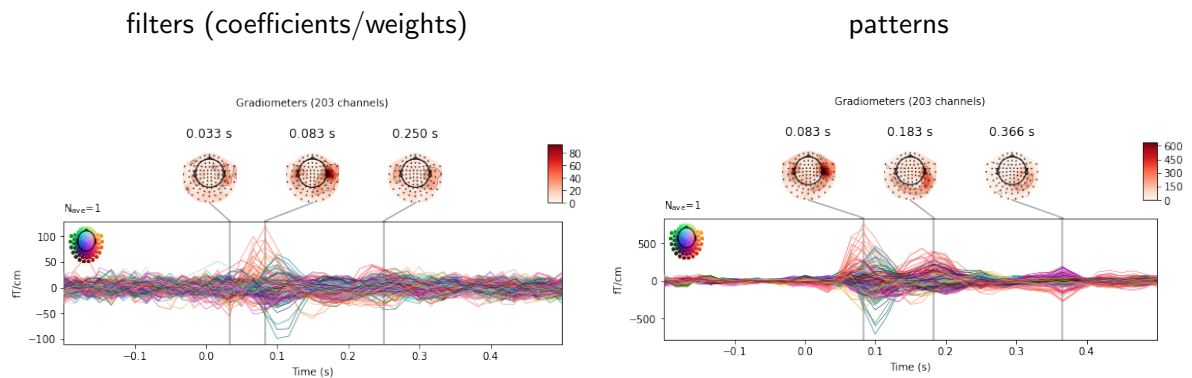 filters (coefficients/weights)
Gradiometers (203 channels)
0.033 s
0.083 s
0.250 s
80
60
40
20
0
Nave=1
100
50
0
−50
−100
fT/cm
−0.1
0.0
0.1
0.2
0.3
0.4
Time (s)
patterns
Gradiometers (203 channels)
0.083 s
0.183 s
0.366 s
600
450
300
150
0
Nave=1
500
0
−500
fT/cm
−0.1
0.0
0.1
0.2
0.3
0.4
Time (s)